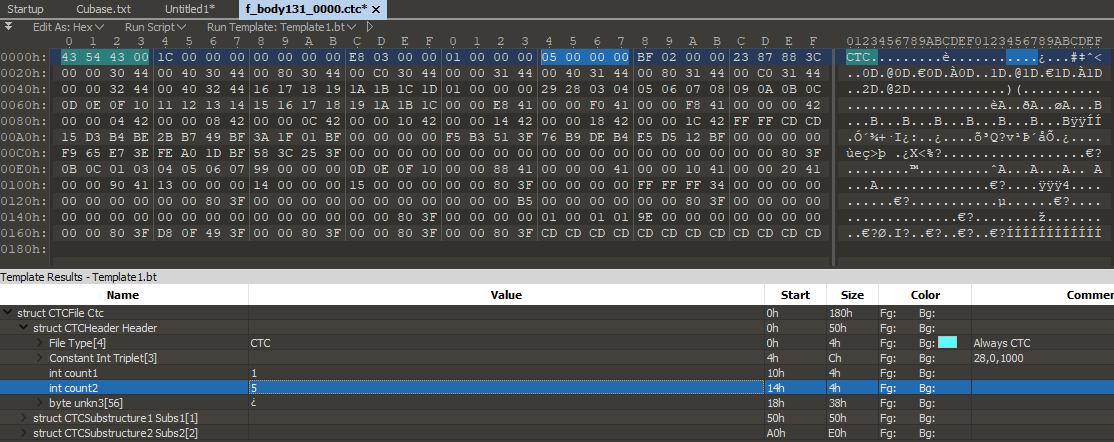 Startup Cubase.txt Untitled1* f_body131_0000.ctc* ×
Edit As: Hex Run Script Run Template: Template1.bt
0 1 2 3 4 5 6 7 8 9 A B C D E F 0 1 2 3 4 5 6 7 8 9 A B C D E F 0123456789ABCDEF0123456789ABCDEF
0000h: 43 54 43 00 1C 00 00 00 00 00 00 00 E8 03 00 00 01 00 00 00 05 00 00 00 BF 02 00 00 23 87 88 3C CTC.........è...........¿...#‡ˆ<
0020h: 00 00 30 44 00 40 30 44 00 80 30 44 00 C0 30 44 00 00 31 44 00 40 31 44 00 80 31 44 00 C0 31 44 ..0D.@0D.€0D.À0D..1D.@1D.€1D.À1D
0040h: 00 00 32 44 00 40 32 44 16 17 18 19 1A 1B 1C 1D 01 00 00 00 29 28 03 04 05 06 07 08 09 0A 0B 0C ..2D.@2D............)(..........
0060h: 0D 0E 0F 10 11 12 13 14 15 16 17 18 19 1A 1B 1C 00 00 E8 41 00 00 F0 41 00 00 F8 41 00 00 00 42 ..................èA..ðA..øA...B
0080h: 00 00 04 42 00 00 08 42 00 00 0C 42 00 00 10 42 00 00 14 42 00 00 18 42 00 00 1C 42 FF FF CD CD ...B...B...B...B...B...B...BÿÿÍÍ
00A0h: 15 D3 B4 BE 2B B7 49 BF 3A 1F 01 BF 00 00 00 00 F5 B3 51 3F 76 B9 DE B4 E5 D5 12 BF 00 00 00 00 .Ó´¾+·I¿:..¿....õ³Q?v¹Þ´åÕ.¿....
00C0h: F9 65 E7 3E FE A0 1D BF 58 3C 25 3F 00 00 00 00 00 00 00 00 00 00 00 00 00 00 00 00 00 00 80 3F ùeç>þ .¿X<%?..................€?
00E0h: 0B 0C 01 03 04 05 06 07 99 00 00 00 0D 0E 0F 10 00 00 00 41 00 00 00 41 00 00 10 41 00 00 20 41 ........™..........A...A...A.. A
0100h: 00 00 90 41 13 00 00 00 14 00 00 00 15 00 00 00 00 00 80 3F 00 00 00 00 FF FF FF 34 00 00 00 00 ...A..............€?....ÿÿÿ4....
0120h: 00 00 00 00 00 00 80 3F 00 00 00 00 00 00 00 00 00 00 00 B5 00 00 00 00 00 00 80 3F 00 00 00 00 ......€?...........µ......€?....
0140h: 00 00 00 00 00 00 00 00 00 00 00 00 00 00 80 3F 00 00 00 00 01 00 01 01 9E 00 00 00 00 00 00 00 ..............€?........ž.......
0160h: 00 00 80 3F D8 0F 49 3F 00 00 80 3F 00 00 80 3F 00 00 80 3F CD CD CD CD CD CD CD CD CD CD CD CD ..€?Ø.I?..€?..€?..€?ÍÍÍÍÍÍÍÍÍÍÍÍ
0180h:
Template Results - Template1.bt
Name Value Start Size Color Comme
struct CTCFile Ctc 0h 180h Fg: Bg:
struct CTCHeader Header 0h 50h Fg: Bg:
File Type[4] CTC 0h 4h Fg: Bg: Always CTC
Constant Int Triplet[3] 4h Ch Fg: Bg: 28,0,1000
int count1 1 10h 4h Fg: Bg:
int count2 5 14h 4h Fg: Bg:
byte unkn3[56] ¿ 18h 38h Fg: Bg:
struct CTCSubstructure1 Subs1[1] 50h 50h Fg: Bg:
struct CTCSubstructure2 Subs2[2] A0h E0h Fg: Bg: